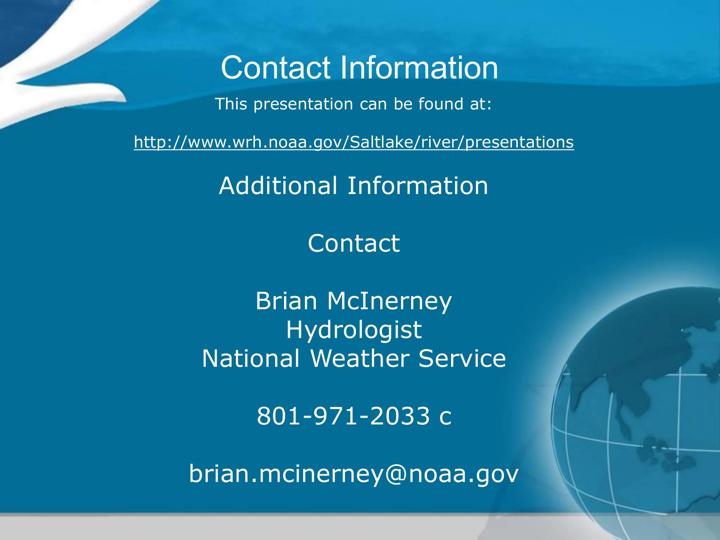 Contact Information
This presentation can be found at:
http://www.wrh.noaa.gov/Saltlake/river/presentations
Additional Information
Contact
Brian McInerney
Hydrologist
National Weather Service
801-971-2033 c
brian.mcinerney@noaa.gov